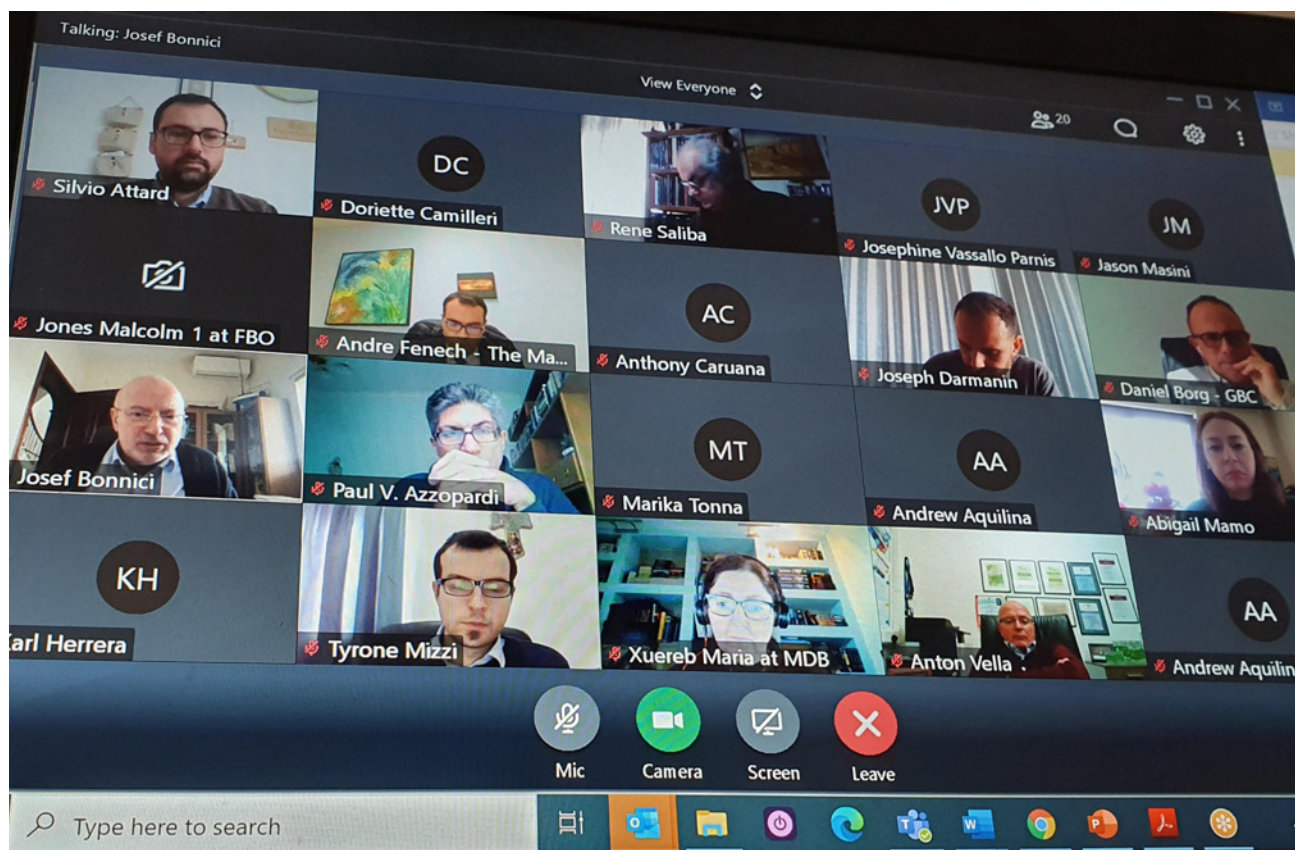 Talking: Josef Bonnici
View Everyone
20
Silvio Attard
DC
Doriette Camilleri
Rene Saliba
JVP
Josephine Vassallo Parnis
JM
Jason Masini
Jones Malcolm 1 at FBO
Andre Fenech - The Ma...
AC
Anthony Caruana
Joseph Darmanin
Daniel Borg - GBC
Josef Bonnici
Paul V. Azzopardi
MT
Marika Tonna
AA
Andrew Aquilina
Abigail Mamo
KH
arl Herrera
Tyrone Mizzi
Xuereb Maria at MDB
Anton Vella
AA
Andrew Aquilin
Mic
Camera
Screen
Leave
Type here to search